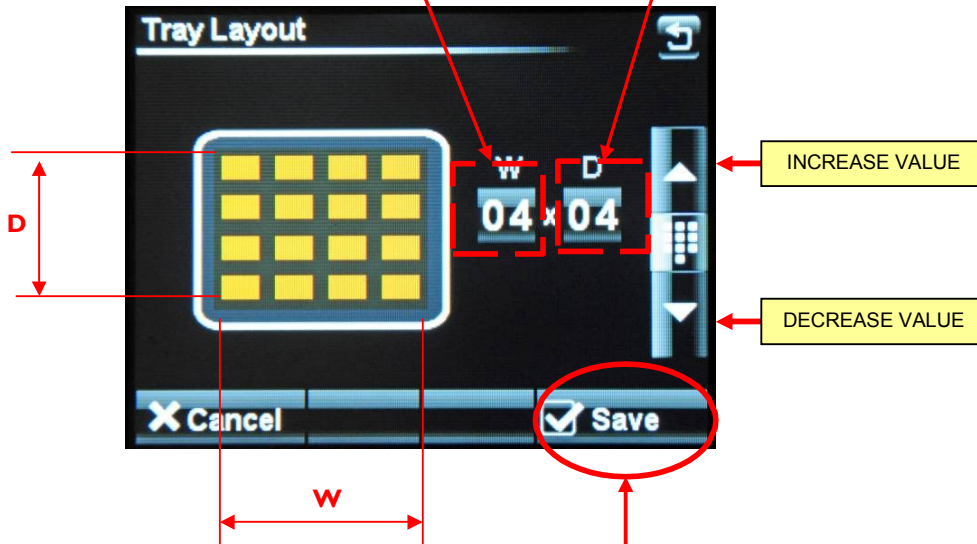 Tray Layout
W D
04 x 04
INCREASE VALUE
D
DECREASE VALUE
Cancel
Save
W